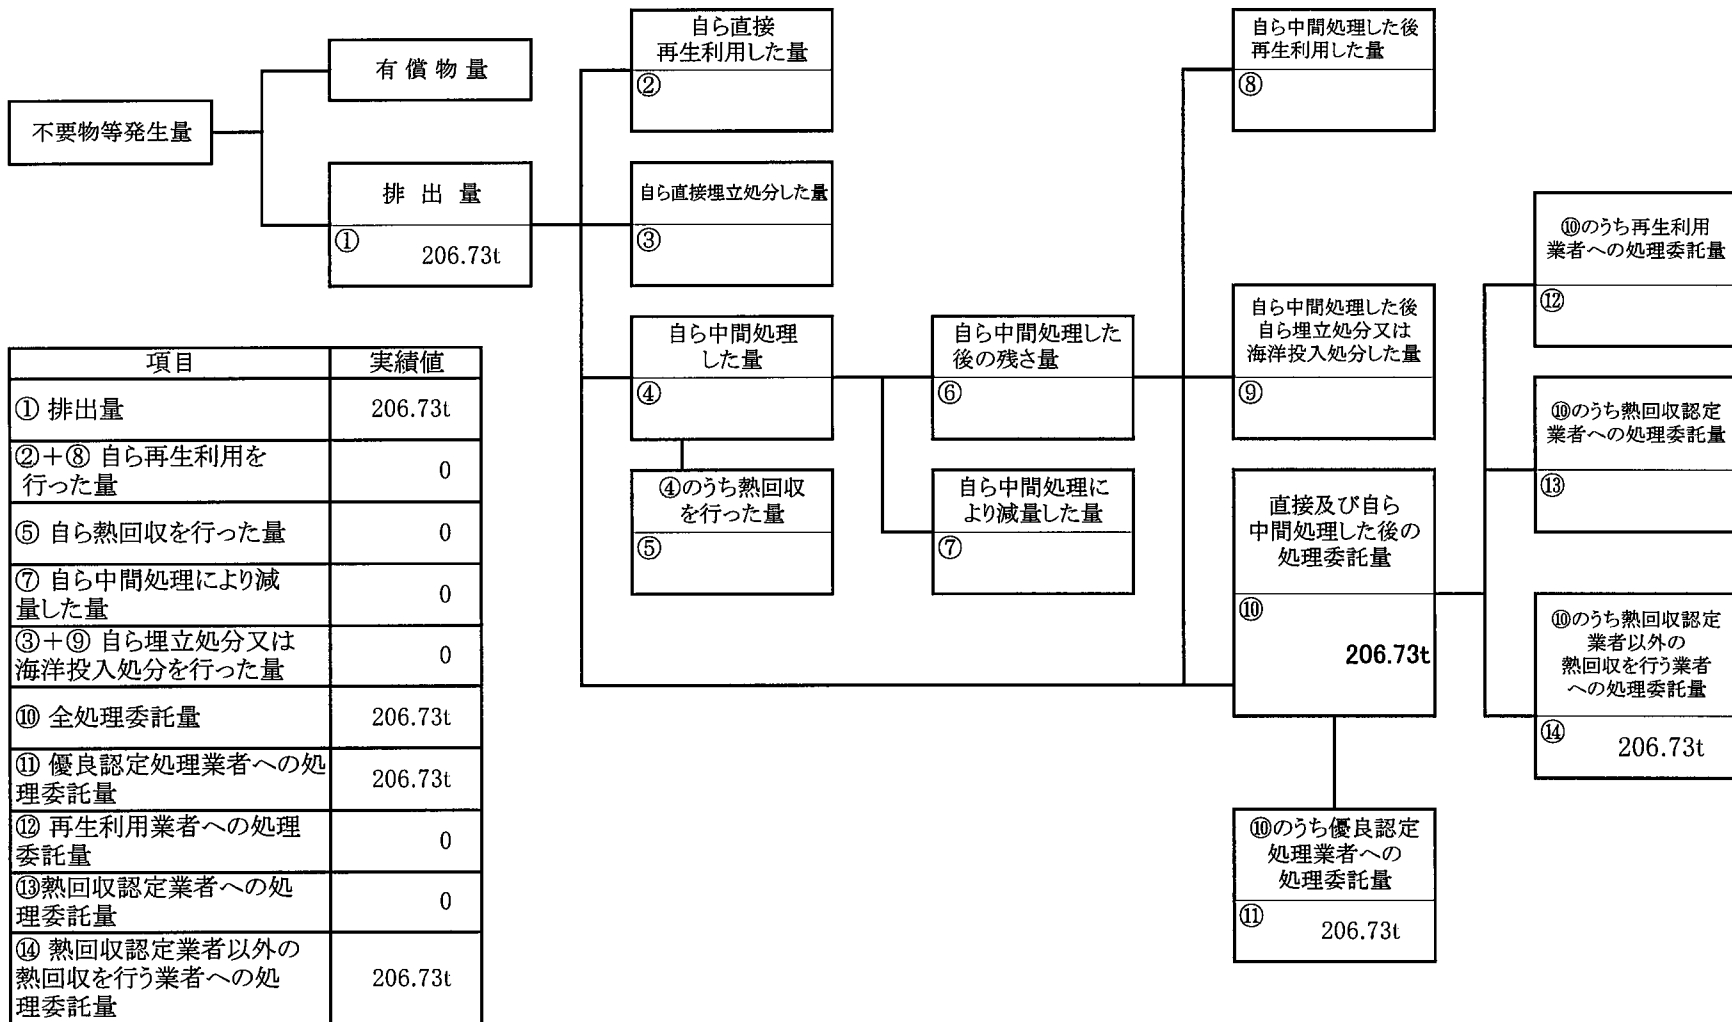 不要物等発生量
有償物量
排出量
①
206.73t
自ら直接
再生利用した量
②
自ら直接埋立処分した量
③
自ら中間処理
した量
④
④のうち熱回収
を行った量
⑤
自ら中間処理した
後の残さ量
⑥
自ら中間処理に
より減量した量
⑦
自ら中間処理した後
再生利用した量
⑧
自ら中間処理した後
自ら埋立処分又は
海洋投入処分した量
⑨
直接及び自ら
中間処理した後の
処理委託量
⑩
206.73t
⑩のうち優良認定
処理業者への
処理委託量
⑪
206.73t
⑩のうち再生利用
業者への処理委託量
⑫
⑩のうち熱回収認定
業者への処理委託量
⑬
⑩のうち熱回収認定
業者以外の
熱回収を行う業者
への処理委託量
⑭
206.73t
項目 実績値
① 排出量 206.73t
②+⑧ 自ら再生利用を
行った量 0
⑤ 自ら熱回収を行った量 0
⑦ 自ら中間処理により減
量した量 0
③+⑨ 自ら埋立処分又は
海洋投入処分を行った量 0
⑩ 全処理委託量 206.73t
⑪ 優良認定処理業者への処
理委託量 206.73t
⑫ 再生利用業者への処理
委託量 0
⑬熱回収認定業者への処
理委託量 0
⑭ 熱回収認定業者以外の
熱回収を行う業者への処
理委託量 206.73t